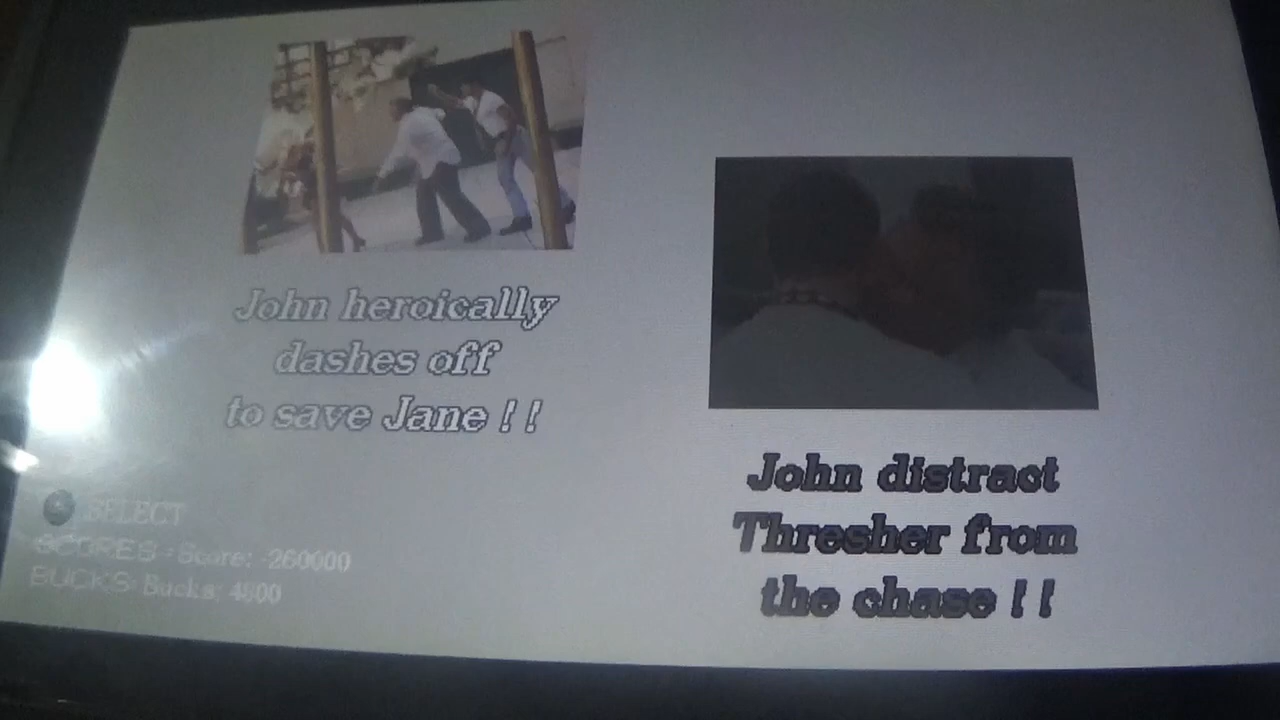 John heroically
dashes off
to save Jane ! !
John distract
Thresher from
the chase ! !
SELECT
SCORES: Score: -260000
BUCKS: Bucks: 4800